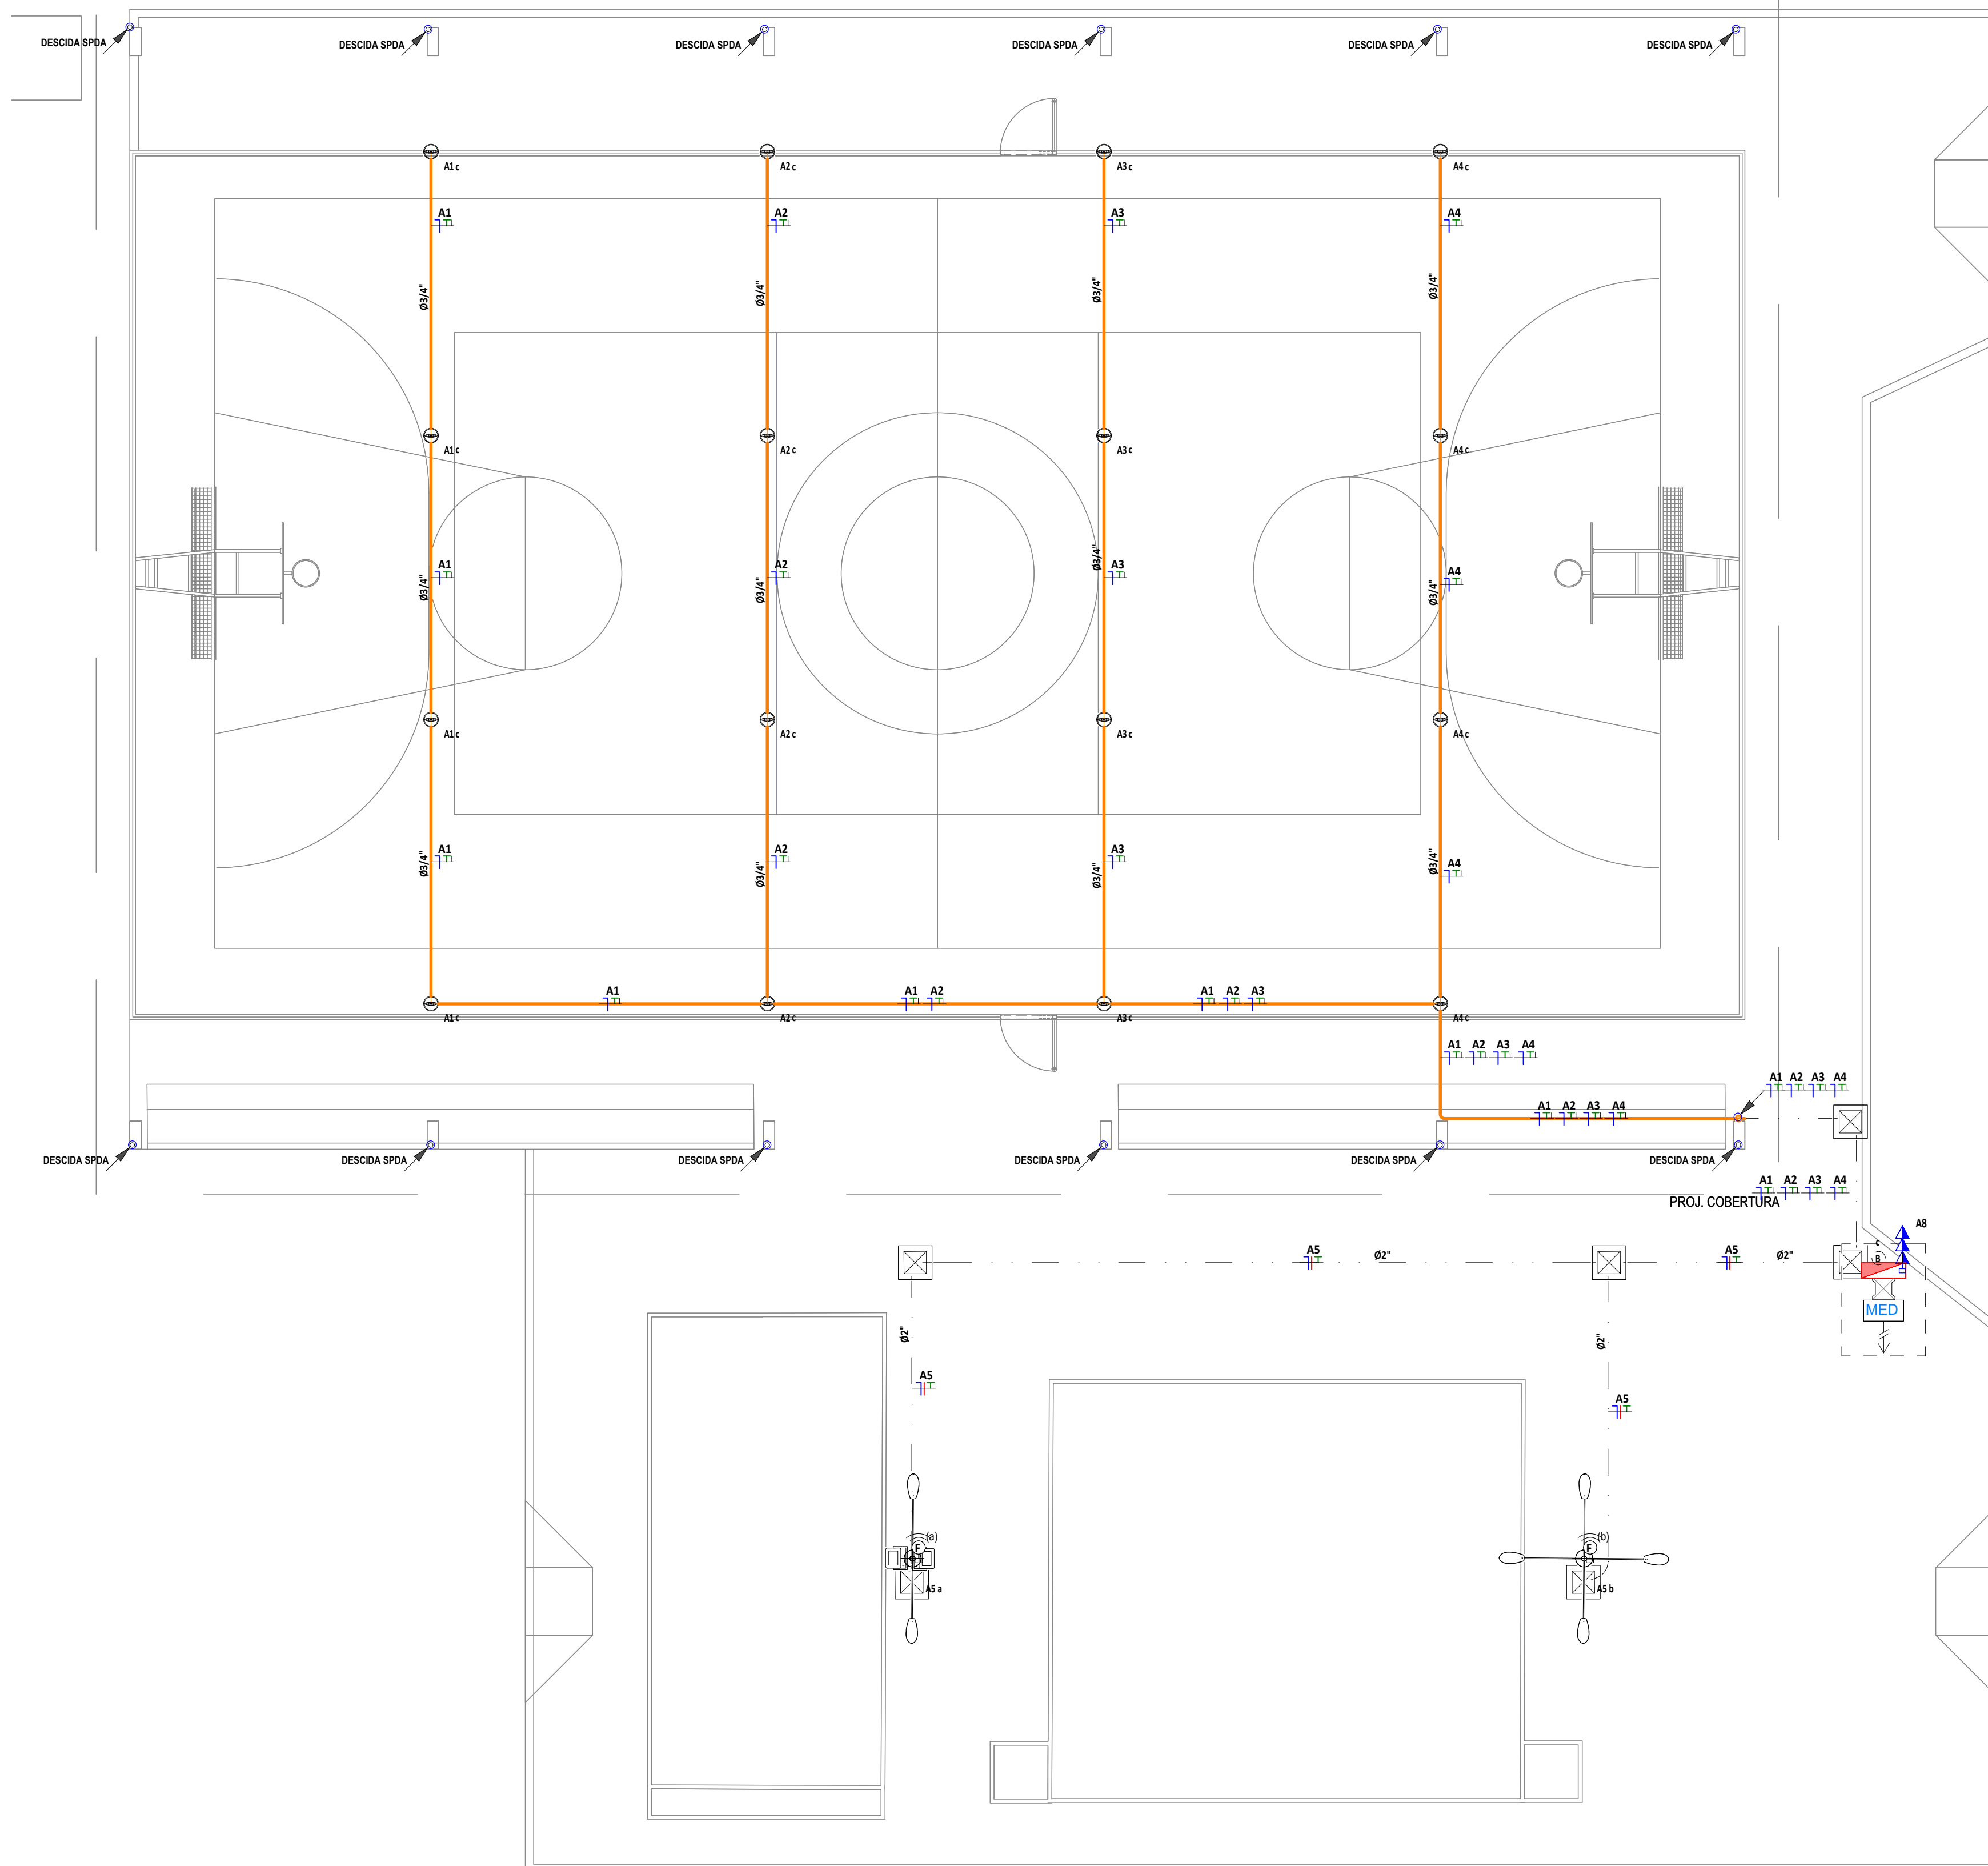 DESCIDA SPDA DESCIDA SPDA DESCIDA SPDA DESCIDA SPDA DESCIDA SPDA DESCIDA SPDA
A1 c A2 c A3 c A4 c
A1 A2 A3 A4
Ø3/4" Ø3/4" Ø3/4" Ø3/4"
A1 c A2 c A3 c A4 c
A1 A2 A3 A4
Ø3/4" Ø3/4" Ø3/4" Ø3/4"
A1 c A2 c A3 c A4 c
A1 A2 A3 A4
Ø3/4" Ø3/4" Ø3/4" Ø3/4"
A1 A1 A2 A1 A2 A3
A1 c A2 c A3 c A4 c
A1 A2 A3 A4
A1 A2 A3 A4
A1 A2 A3 A4
DESCIDA SPDA DESCIDA SPDA DESCIDA SPDA DESCIDA SPDA DESCIDA SPDA DESCIDA SPDA
A1 A2 A3 A4
PROJ. COBERTURA
A8
A5 Ø2" A5 Ø2" c
B
MED
Ø2" Ø2"
A5 A5
(a) (b)
F F
A5 a A5 b